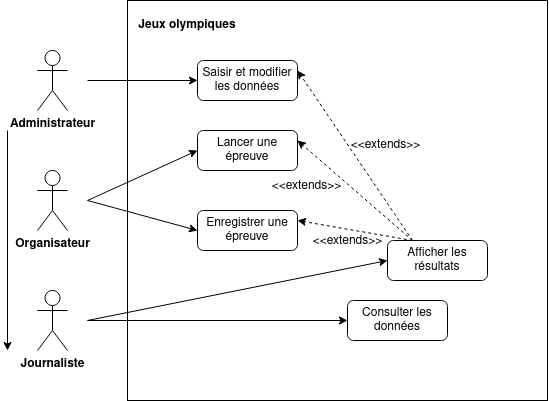 Jeux olympiques
Saisir et modifier
les données
Administrateur
Lancer une
épreuve
<<extends>>
<<extends>>
Enregistrer une
épreuve
<<extends>>
Organisateur
Afficher les
résultats
Consulter les
données
Journaliste